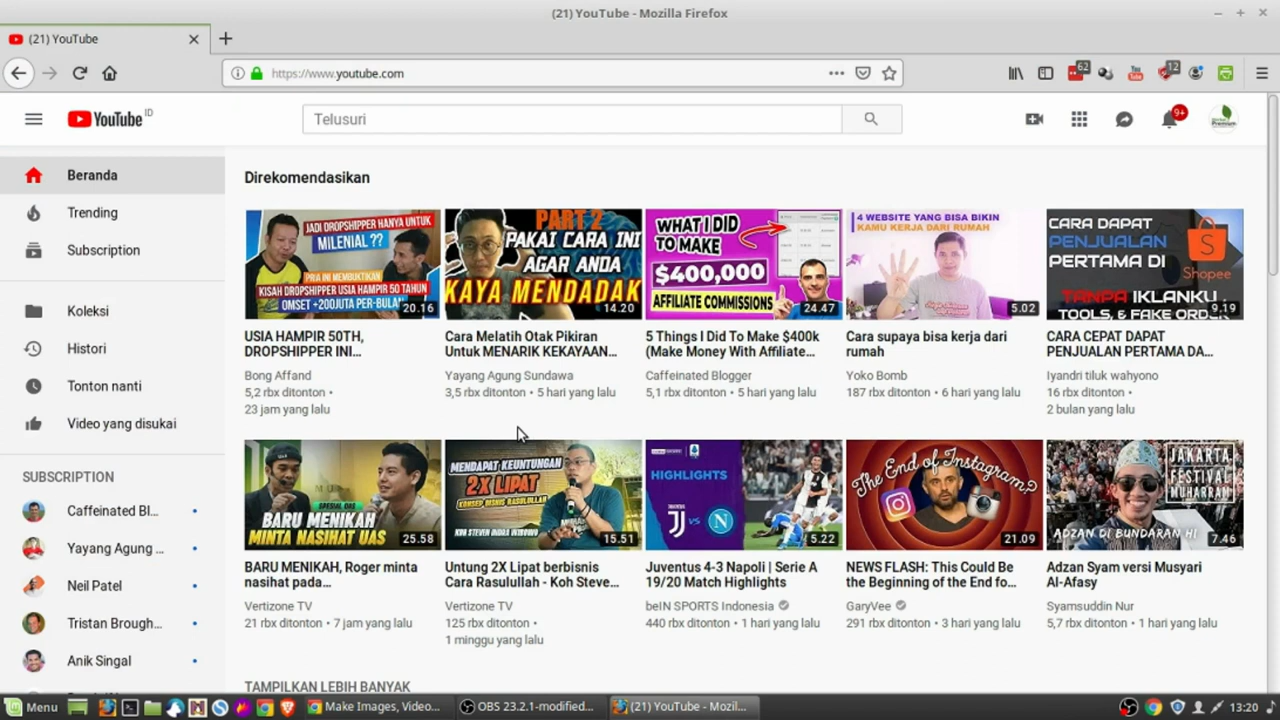 (21) YouTube - Mozilla Firefox
(21) YouTube
https://www.youtube.com
62
12
YouTube ID
Telusuri
9+
Beranda
Trending
Subscription
Koleksi
Histori
Tonton nanti
Video yang disukai
SUBSCRIPTION
Caffeinated Bl...
Yayang Agung ...
Neil Patel
Tristan Brough...
Anik Singal
Direkomendasikan
JADI DROPSHIPPER HANYA UNTUK
MILENIAL ??
PRIA INI MEMBUKTIKAN
KISAH DROPSHIPPER USIA HAMPIR 50 TAHUN
OMSET +200JUTA PER-BULAN
20.16
USIA HAMPIR 50TH,
DROPSHIPPER INI...
Bong Affand
5,2 rbx ditonton •
23 jam yang lalu
PART 2
PAKAI CARA INI
AGAR ANDA
KAYA MENDADAK
14.20
Cara Melatih Otak Pikiran
Untuk MENARIK KEKAYAAN...
Yayang Agung Sundawa
3,5 rbx ditonton • 5 hari yang lalu
WHAT I DID
TO MAKE
$400,000
AFFILIATE COMMISSIONS
24.47
5 Things I Did To Make $400k
(Make Money With Affiliate...
Caffeinated Blogger
5,1 rbx ditonton • 5 hari yang lalu
4 WEBSITE YANG BISA BIKIN
KAMU KERJA DARI RUMAH
5.02
Cara supaya bisa kerja dari
rumah
Yoko Bomb
187 rbx ditonton • 6 hari yang lalu
CARA DAPAT
PENJUALAN
PERTAMA DI
Shopee
TANPA IKLANKU
TOOLS, & FAKE ORDER
9.19
CARA CEPAT DAPAT
PENJUALAN PERTAMA DA...
Iyandri tiluk wahyono
16 rbx ditonton •
2 bulan yang lalu
SPECIAL UAS
BARU MENIKAH
MINTA NASIHAT UAS
25.58
BARU MENIKAH, Roger minta
nasihat pada...
Vertizone TV
21 rbx ditonton • 7 jam yang lalu
MENDAPAT KEUNTUNGAN
2X LIPAT
KONSEP BISNIS RASULULLAH
KOH STEVEN INDRA WIBOWO
15.51
Untung 2X Lipat berbisnis
Cara Rasulullah - Koh Steve...
Vertizone TV
125 rbx ditonton •
1 minggu yang lalu
HIGHLIGHTS
VS
5.22
Juventus 4-3 Napoli | Serie A
19/20 Match Highlights
beIN SPORTS Indonesia
440 rbx ditonton • 1 hari yang lalu
The End of Instagram?
21.09
NEWS FLASH: This Could Be
the Beginning of the End fo...
GaryVee
291 rbx ditonton • 3 hari yang lalu
JAKARTA
FESTIVAL
MUHARRAM
ADZAN DI BUNDARAN HI
7.46
Adzan Syam versi Musyari
Al-Afasy
Syamsuddin Nur
5,7 rbx ditonton • 1 hari yang lalu
TAMPILKAN LEBIH BANYAK
Menu
Make Images, Video...
OBS 23.2.1-modified...
(21) YouTube - Mozil...
13:20